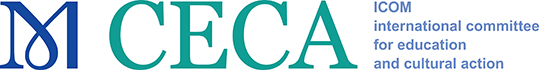 M CECA
ICOM
international committee
for education
and cultural action